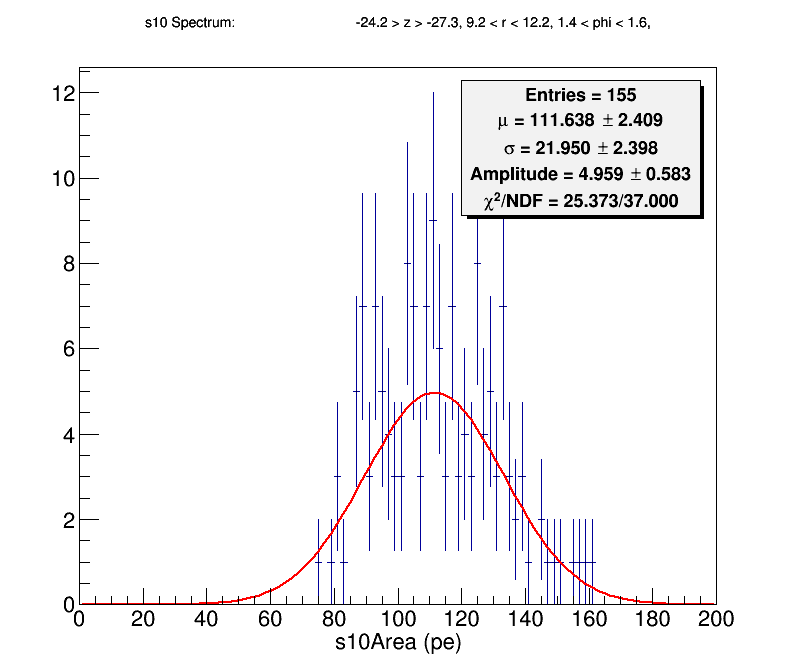 s10 Spectrum: -24.2 > z > -27.3, 9.2 < r < 12.2, 1.4 < phi < 1.6,
Entries = 155
μ = 111.638 ± 2.409
σ = 21.950 ± 2.398
Amplitude = 4.959 ± 0.583
χ²/NDF = 25.373/37.000
12
10
8
6
4
2
0
0 20 40 60 80 100 120 140 160 180 200
s10Area (pe)